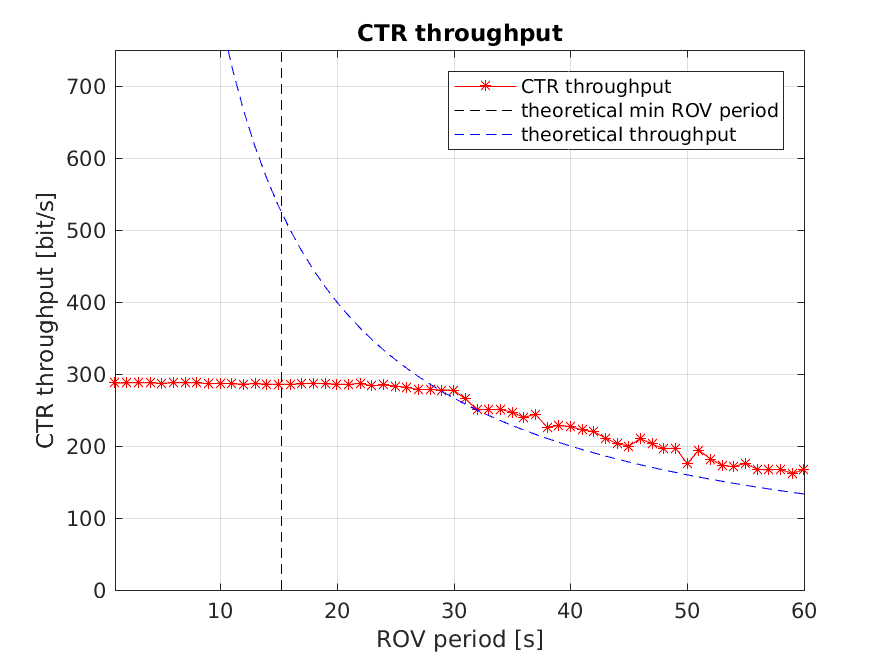 CTR throughput
CTR throughput
theoretical min ROV period
theoretical throughput
CTR throughput [bit/s]
700
600
500
400
300
200
100
0
10 20 30 40 50 60
ROV period [s]